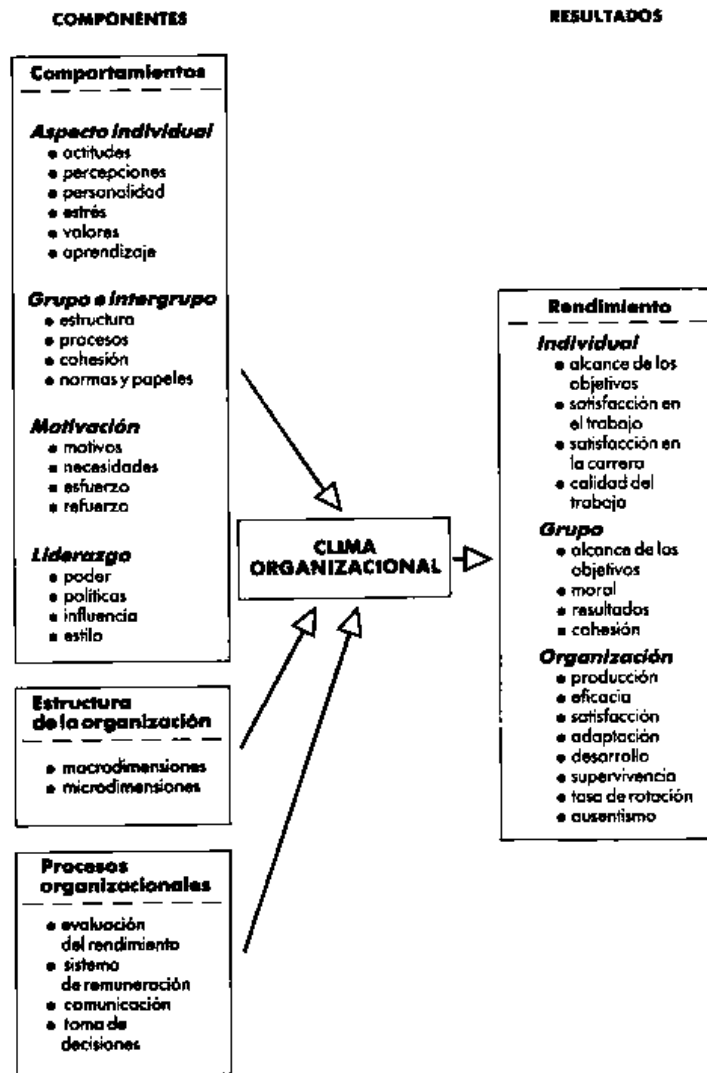 COMPONENTES
RESULTADOS
Comportamientos
Aspecto individual
• actitudes
• percepciones
• personalidad
• estrés
• valores
• aprendizaje
Grupo e intergrupo
• estructura
• procesos
• cohesión
• normas y papeles
Motivación
• motivos
• necesidades
• esfuerzo
• refuerzo
Liderazgo
• poder
• políticas
• influencia
• estilo
Estructura
de la organización
• macrodimensiones
• microdimensiones
Procesos
organizacionales
• evaluación
del rendimiento
• sistema
de remuneración
• comunicación
• toma de
decisiones
CLIMA
ORGANIZACIONAL
Rendimiento
Individual
• alcance de los
objetivos
• satisfacción en
el trabajo
• satisfacción en
la carrera
• calidad del
trabajo
Grupo
• alcance de los
objetivos
• moral
• resultados
• cohesión
Organización
• producción
• eficacia
• satisfacción
• adaptación
• desarrollo
• supervivencia
• tasa de rotación
• ausentismo